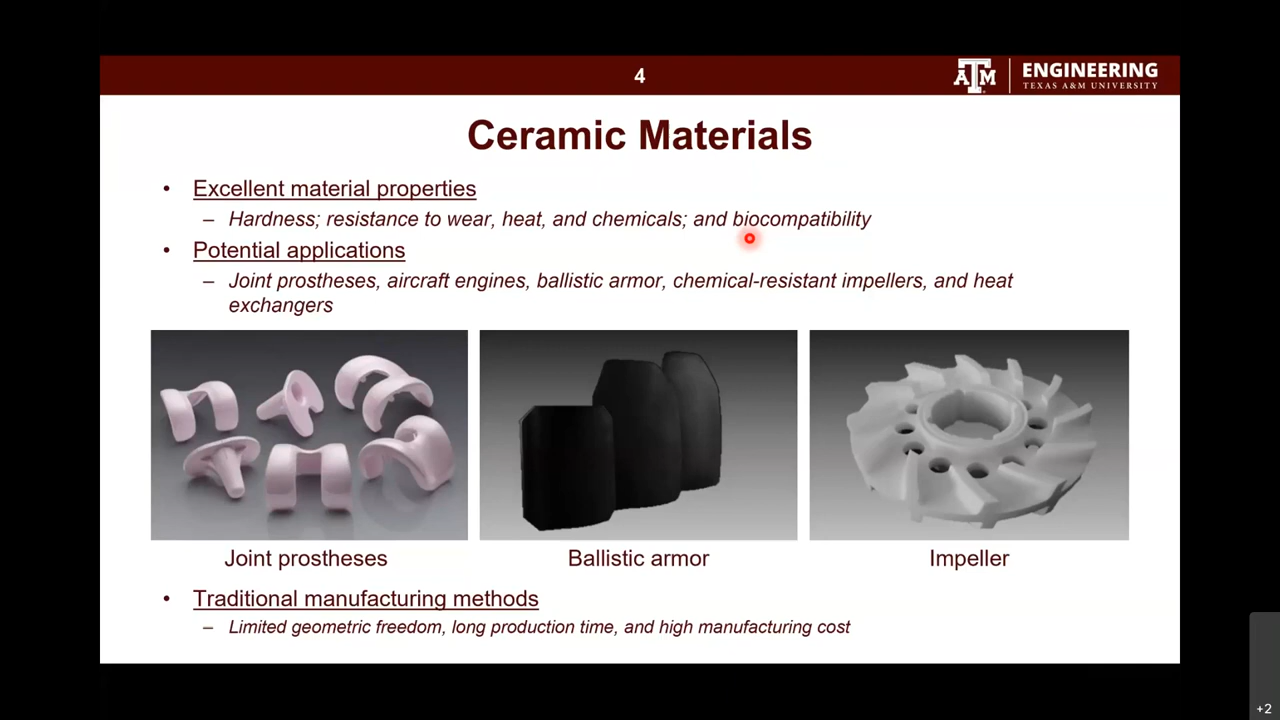 4
ATM
ENGINEERING
TEXAS A&M UNIVERSITY
Ceramic Materials
• Excellent material properties
– Hardness; resistance to wear, heat, and chemicals; and biocompatibility
• Potential applications
– Joint prostheses, aircraft engines, ballistic armor, chemical-resistant impellers, and heat
exchangers
Joint prostheses
Ballistic armor
Impeller
• Traditional manufacturing methods
– Limited geometric freedom, long production time, and high manufacturing cost
+2